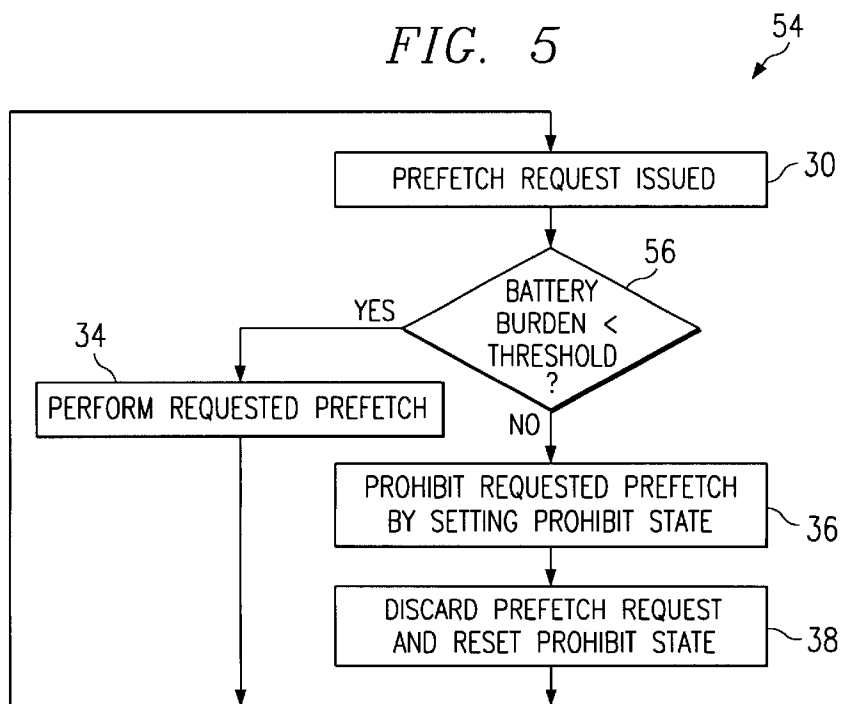 FIG. 5
54
PREFETCH REQUEST ISSUED
30
56
BATTERY
BURDEN <
THRESHOLD
?
YES
NO
34
PERFORM REQUESTED PREFETCH
PROHIBIT REQUESTED PREFETCH
BY SETTING PROHIBIT STATE
36
DISCARD PREFETCH REQUEST
AND RESET PROHIBIT STATE
38